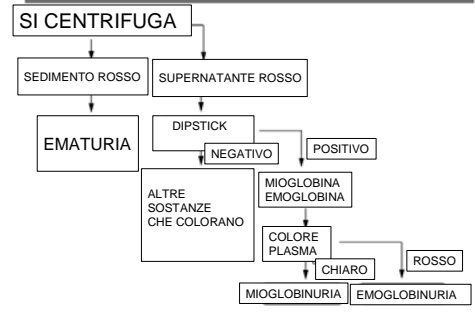 SI CENTRIFUGA
SEDIMENTO ROSSO
SUPERNATANTE ROSSO
EMATURIA
DIPSTICK
NEGATIVO
POSITIVO
ALTRE
SOSTANZE
CHE COLORANO
MIOGLOBINA
EMOGLOBINA
COLORE
PLASMA
CHIARO
ROSSO
MIOGLOBINURIA
EMOGLOBINURIA